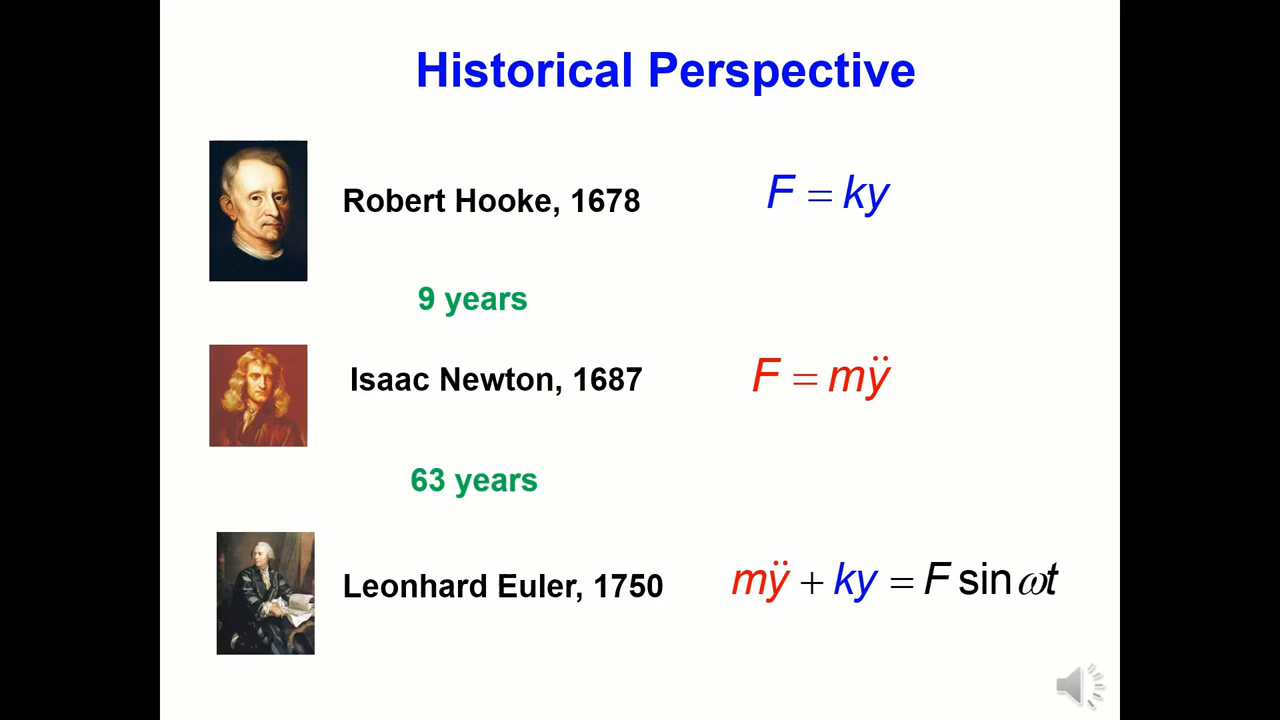 Historical Perspective
Robert Hooke, 1678
F = ky
9 years
Isaac Newton, 1687
F = mÿ
63 years
Leonhard Euler, 1750
mÿ + ky = F sin ωt